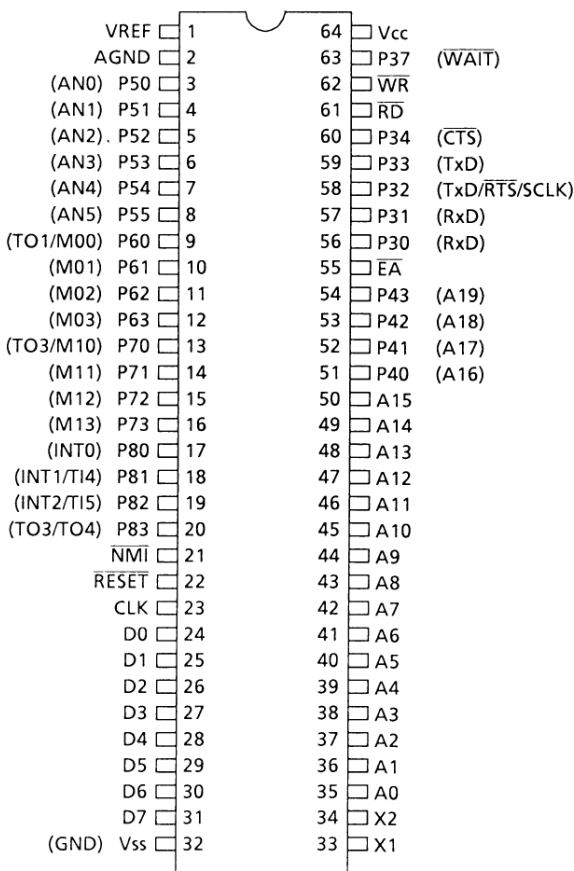 VREF 1 64 Vcc
AGND 2 63 P37 (W̅A̅I̅T̅)
(AN0) P50 3 62 W̅R̅
(AN1) P51 4 61 R̅D̅
(AN2). P52 5 60 P34 (C̅T̅S̅)
(AN3) P53 6 59 P33 (TxD)
(AN4) P54 7 58 P32 (TxD/R̅T̅S̅/SCLK)
(AN5) P55 8 57 P31 (RxD)
(TO1/M00) P60 9 56 P30 (RxD)
(M01) P61 10 55 E̅A̅
(M02) P62 11 54 P43 (A19)
(M03) P63 12 53 P42 (A18)
(TO3/M10) P70 13 52 P41 (A17)
(M11) P71 14 51 P40 (A16)
(M12) P72 15 50 A15
(M13) P73 16 49 A14
(INT0) P80 17 48 A13
(INT1/TI4) P81 18 47 A12
(INT2/TI5) P82 19 46 A11
(TO3/TO4) P83 20 45 A10
N̅M̅I̅ 21 44 A9
R̅E̅S̅E̅T̅ 22 43 A8
CLK 23 42 A7
D0 24 41 A6
D1 25 40 A5
D2 26 39 A4
D3 27 38 A3
D4 28 37 A2
D5 29 36 A1
D6 30 35 A0
D7 31 34 X2
(GND) Vss 32 33 X1